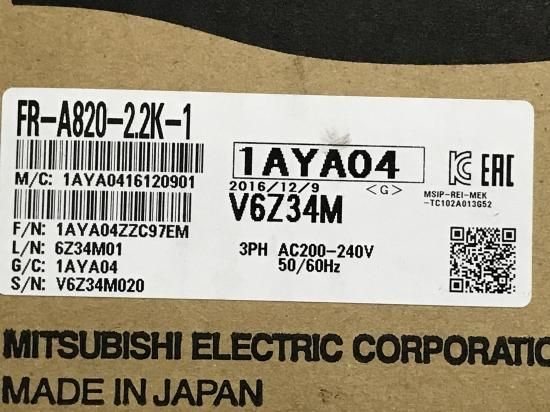 FR-A820-2.2K-1
M/C: 1AYA0416120901
1AYA04
2016/12/9 <G>
V6Z34M
EAC
MSIP-REI-MEK
-TC102A013G52
F/N: 1AYA04ZZC97EM
L/N: 6Z34M01
G/C: 1AYA04
S/N: V6Z34M020
3PH AC200-240V
50/60Hz
MITSUBISHI ELECTRIC CORPORATIO
MADE IN JAPAN